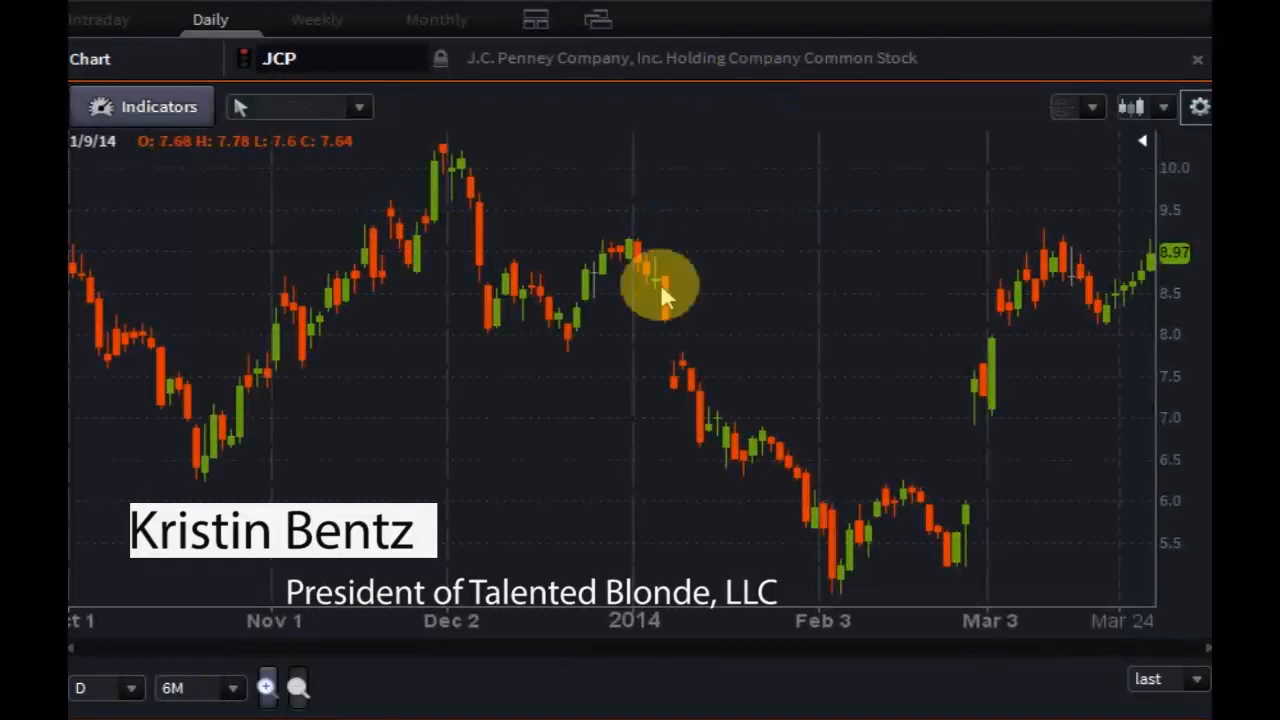 Intraday Daily Weekly Monthly
Chart JCP J.C. Penney Company, Inc. Holding Company Common Stock ×
Indicators
1/9/14 O: 7.68 H: 7.78 L: 7.6 C: 7.64
10.0
9.5
8.97
8.5
8.0
7.5
7.0
6.5
6.0
5.5
Kristin Bentz
President of Talented Blonde, LLC
t 1 Nov 1 Dec 2 2014 Feb 3 Mar 3 Mar 24
D 6M last